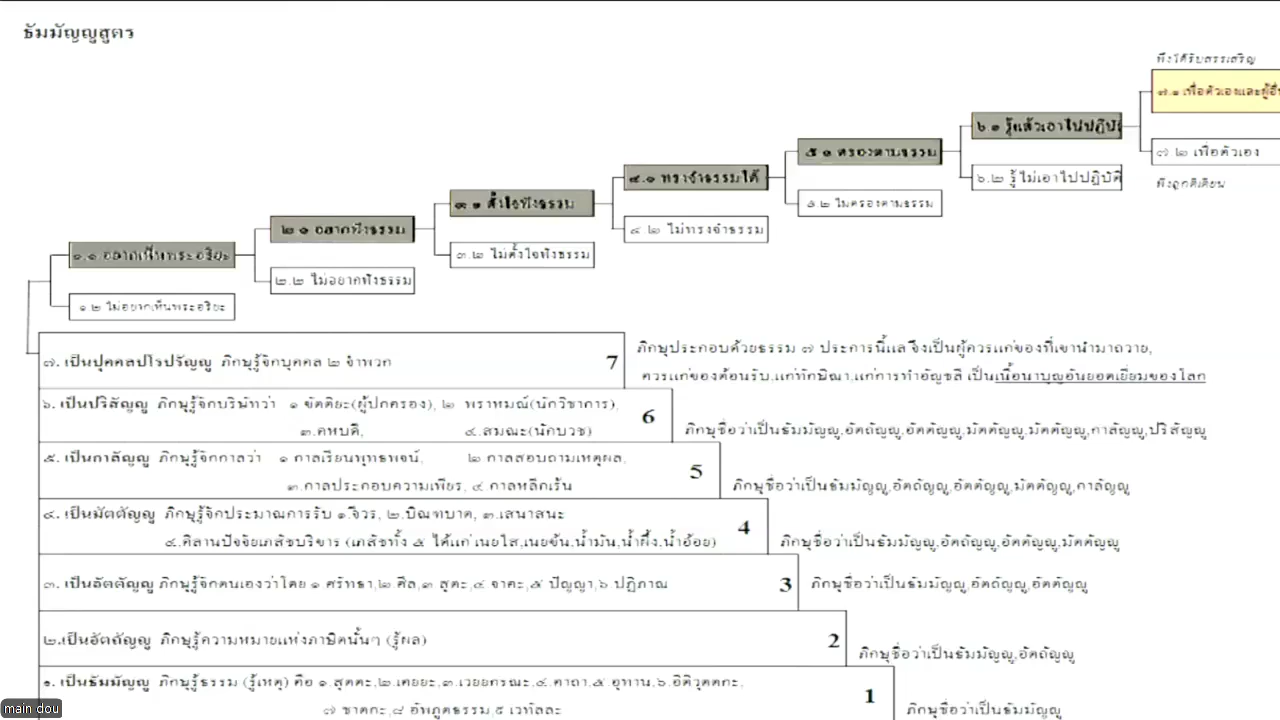 ธัมมัญญูสูตร
พึงได้รับสรรเสริญ
๗.๑ เพื่อตัวเองและผู้อื่น
๖.๑ รู้แล้วเอาไปปฏิบัติ
๕.๑ ตรองตามธรรม
๗.๒ เพื่อตัวเอง
๔.๑ ทรงจำธรรมได้
๖.๒ รู้ไม่เอาไปปฏิบัติ
พึงถูกติเตียน
๓.๑ ตั้งใจฟังธรรม
๕.๒ ไม่ตรองตามธรรม
๒.๑ อยากฟังธรรม
๔.๒ ไม่ทรงจำธรรม
๑.๑ อยากเห็นพระอริยะ
๓.๒ ไม่ตั้งใจฟังธรรม
๒.๒ ไม่อยากฟังธรรม
๑.๒ ไม่อยากเห็นพระอริยะ
๗. เป็นปุคคลปโรปรัญญู ภิกษุรู้จักบุคคล ๒ จำพวก 7
ภิกษุประกอบด้วยธรรม ๗ ประการนี้แล จึงเป็นผู้ควรแก่ของที่เขานำมาถวาย,
ควรแก่ของต้อนรับ,แก่ทักษิณา,แก่การทำอัญชลี เป็นเนื้อนาบุญอันยอดเยี่ยมของโลก
๖. เป็นปริสัญญู ภิกษุรู้จักบริษัทว่า ๑ ขัตติยะ(ผู้ปกครอง), ๒ พราหมณ์(นักวิชาการ),
๓.คหบดี, ๔.สมณะ(นักบวช) 6
ภิกษุชื่อว่าเป็นธัมมัญญู,อัตถัญญู,อัตตัญญู,มัตตัญญู,มัตตัญญู,กาลัญญู,ปริสัญญู
๕. เป็นกาลัญญู ภิกษุรู้จักกาลว่า ๑ กาลเรียนพุทธพจน์, ๒ กาลสอบถามเหตุผล,
๓.กาลประกอบความเพียร, ๔.กาลหลีกเร้น 5
ภิกษุชื่อว่าเป็นธัมมัญญู,อัตถัญญู,อัตตัญญู,มัตตัญญู,กาลัญญู
๔. เป็นมัตตัญญู ภิกษุรู้จักประมาณการรับ ๑.จีวร, ๒.บิณฑบาต, ๓.เสนาสนะ
๔.คิลานปัจจัยเภสัชบริขาร (เภสัชทั้ง ๕ ได้แก่ เนยใส,เนยข้น,น้ำมัน,น้ำผึ้ง,น้ำอ้อย) 4
ภิกษุชื่อว่าเป็นธัมมัญญู,อัตถัญญู,อัตตัญญู,มัตตัญญู
๓. เป็นอัตตัญญู ภิกษุรู้จักตนเองว่าโดย ๑ ศรัทธา,๒ ศีล,๓ สุตะ,๔ จาคะ,๕ ปัญญา,๖ ปฏิภาณ 3
ภิกษุชื่อว่าเป็นธัมมัญญู,อัตถัญญู,อัตตัญญู
๒.เป็นอัตถัญญู ภิกษุรู้ความหมายแห่งภาษิตนั้นๆ (รู้ผล) 2
ภิกษุชื่อว่าเป็นธัมมัญญู,อัตถัญญู
๑. เป็นธัมมัญญู ภิกษุรู้ธรรม (รู้เหตุ) คือ ๑.สุตตะ,๒.เคยยะ,๓.เวยยกรณะ,๔.คาถา,๕.อุทาน,๖.อิติวุตตกะ,
๗ ชาตกะ,๘ อัพภูตธรรม,๙ เวทัลละ 1
ภิกษุชื่อว่าเป็นธัมมัญญู
main dou